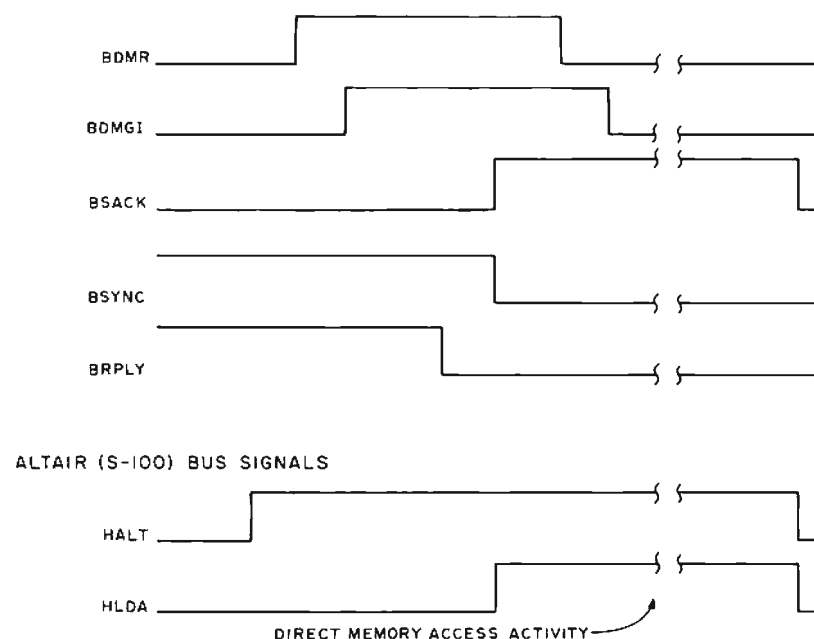 BDMR
BDMGI
BSACK
BSYNC
BRPLY
ALTAIR (S-100) BUS SIGNALS
HALT
HLDA
DIRECT MEMORY ACCESS ACTIVITY